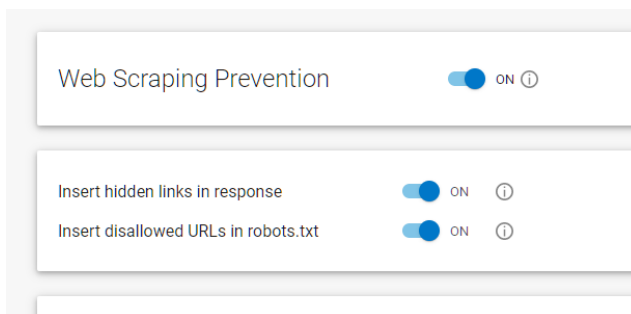 Web Scraping Prevention ON
Insert hidden links in response ON
Insert disallowed URLs in robots.txt ON